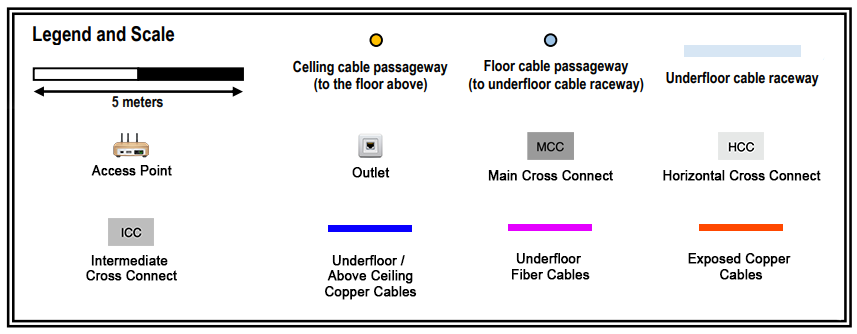 Legend and Scale
5 meters
Celling cable passageway
(to the floor above)
Floor cable passageway
(to underfloor cable raceway)
Underfloor cable raceway
Access Point
Outlet
MCC
Main Cross Connect
HCC
Horizontal Cross Connect
ICC
Intermediate
Cross Connect
Underfloor /
Above Ceiling
Copper Cables
Underfloor
Fiber Cables
Exposed Copper
Cables